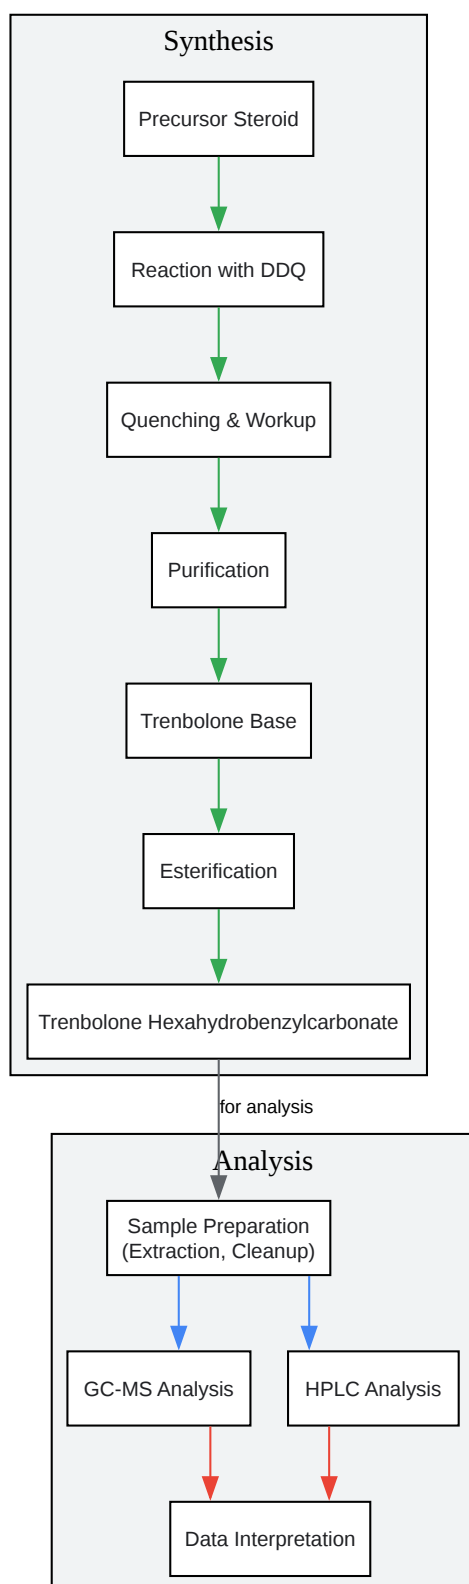 Synthesis
Precursor Steroid
Reaction with DDQ
Quenching & Workup
Purification
Trenbolone Base
Esterification
Trenbolone Hexahydrobenzylcarbonate
for analysis
Analysis
Sample Preparation
(Extraction, Cleanup)
GC-MS Analysis
HPLC Analysis
Data Interpretation